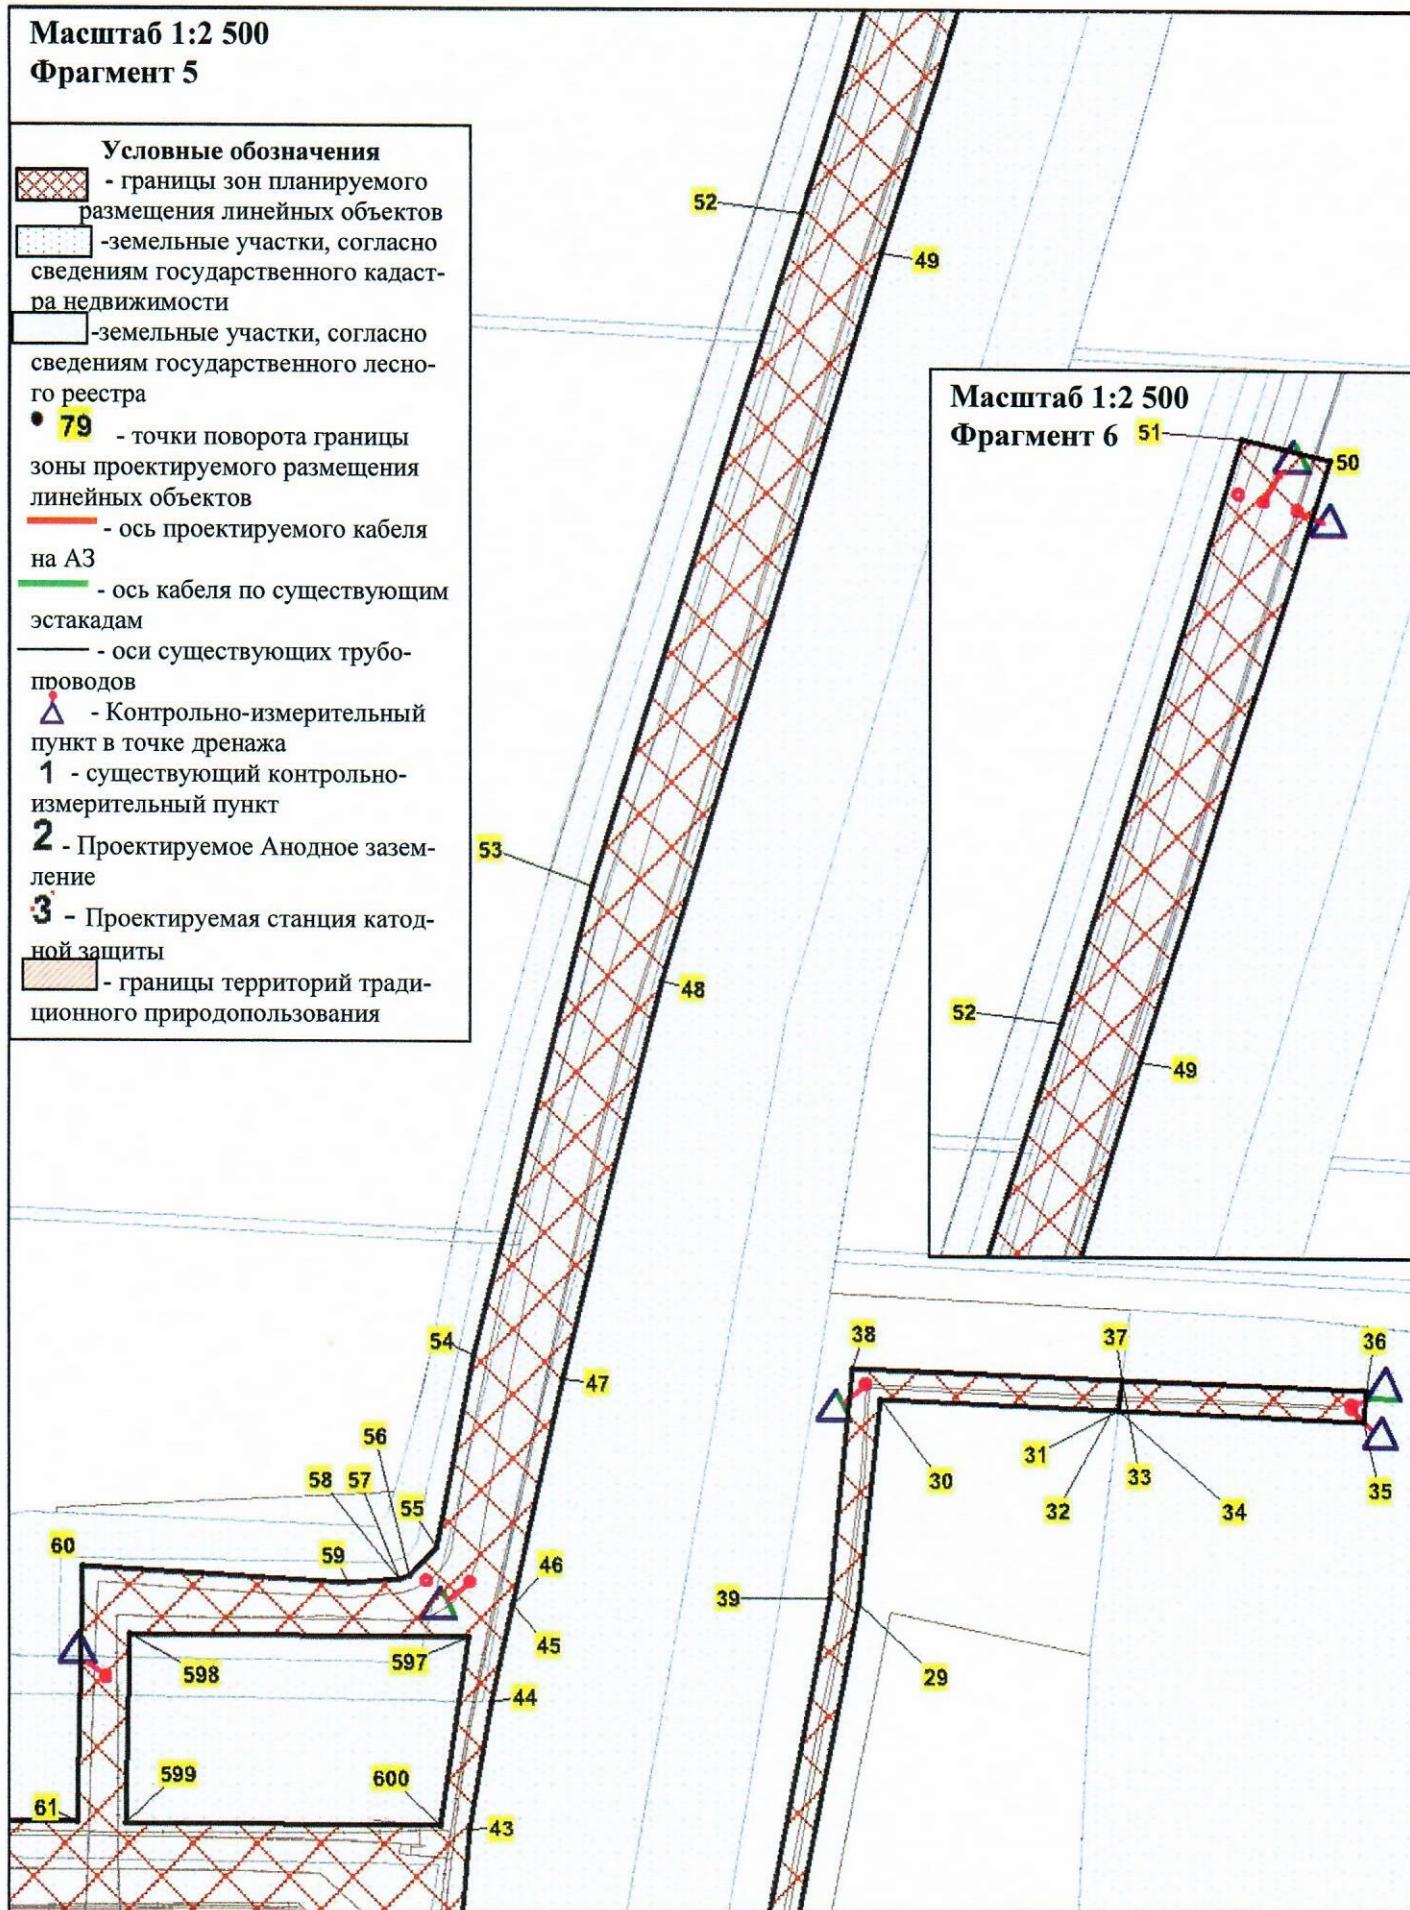 Масштаб 1:2 500
Фрагмент 5
Условные обозначения
- границы зон планируемого
размещения линейных объектов
-земельные участки, согласно
сведениям государственного кадаст-
ра недвижимости
-земельные участки, согласно
сведениям государственного лесно-
го реестра
79 - точки поворота границы
зоны проектируемого размещения
линейных объектов
- ось проектируемого кабеля
на АЗ
- ось кабеля по существующим
эстакадам
- оси существующих трубо-
проводов
- Контрольно-измерительный
пункт в точке дренажа
1 - существующий контрольно-
измерительный пункт
2 - Проектируемое Анодное зазем-
ление
3 - Проектируемая станция катод-
ной защиты
- границы территорий тради-
ционного природопользования
52
49
Масштаб 1:2 500
Фрагмент 6
51
50
52
49
53
48
54
47
38
37
36
56
58
57
55
31
30
32
33
34
35
60
59
46
39
45
598
597
29
44
599
600
61
43